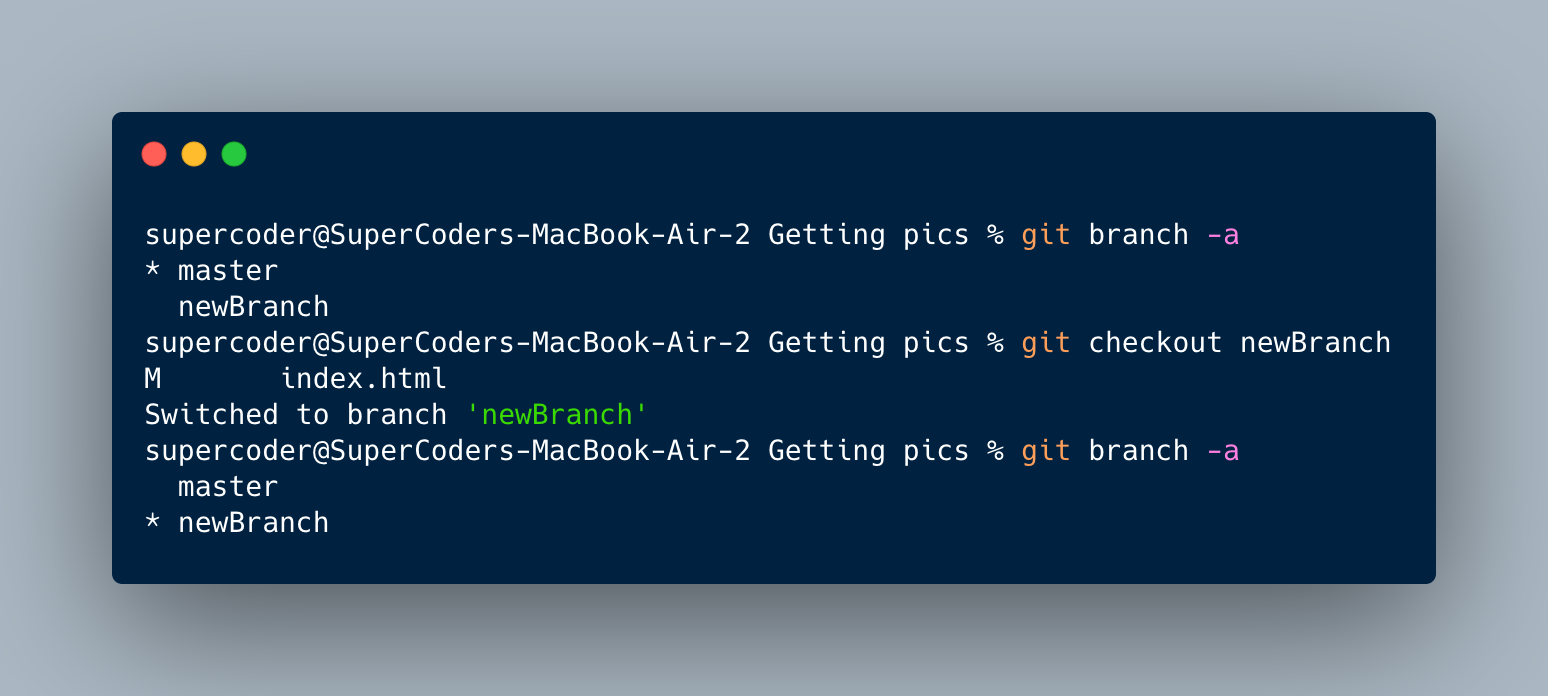 supercoder@SuperCoders-MacBook-Air-2 Getting pics % git branch -a
* master
  newBranch
supercoder@SuperCoders-MacBook-Air-2 Getting pics % git checkout newBranch
M       index.html
Switched to branch 'newBranch'
supercoder@SuperCoders-MacBook-Air-2 Getting pics % git branch -a
  master
* newBranch